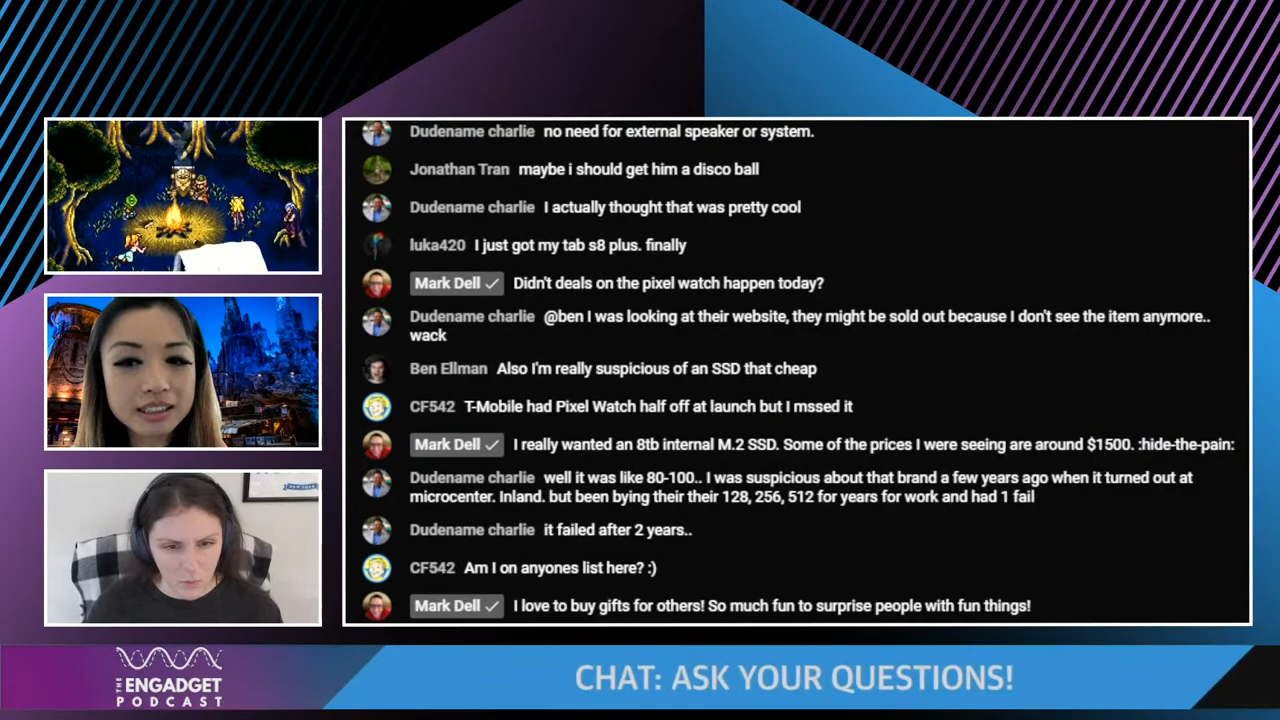 Dudename charlie no need for external speaker or system.
Jonathan Tran maybe i should get him a disco ball
Dudename charlie I actually thought that was pretty cool
luka420 I just got my tab s8 plus. finally
Mark Dell ✓ Didn't deals on the pixel watch happen today?
Dudename charlie @ben I was looking at their website, they might be sold out because I don't see the item anymore..
wack
Ben Ellman Also I'm really suspicious of an SSD that cheap
CF542 T-Mobile had Pixel Watch half off at launch but I mssed it
Mark Dell ✓ I really wanted an 8tb internal M.2 SSD. Some of the prices I were seeing are around $1500. :hide-the-pain:
Dudename charlie well it was like 80-100.. I was suspicious about that brand a few years ago when it turned out at
microcenter. Inland. but been bying their their 128, 256, 512 for years for work and had 1 fail
Dudename charlie it failed after 2 years..
CF542 Am I on anyones list here? :)
Mark Dell ✓ I love to buy gifts for others! So much fun to surprise people with fun things!
THE
ENGADGET
PODCAST
CHAT: ASK YOUR QUESTIONS!